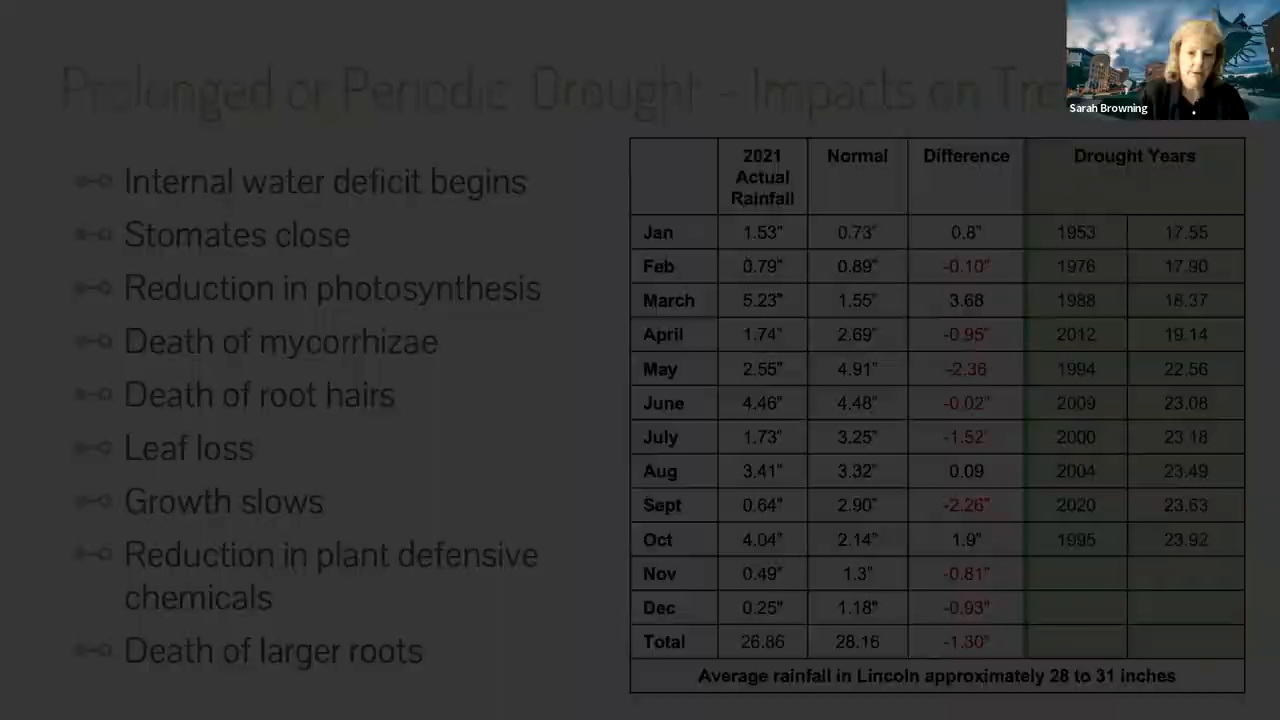 Prolonged or Periodic Drought - Impacts on
Sarah Browning
Internal water deficit begins
Stomates close
Reduction in photosynthesis
Death of mycorrhizae
Death of root hairs
Leaf loss
Growth slows
Reduction in plant defensive
chemicals
Death of larger roots
2021 Actual Rainfall Normal Difference Drought Years
Jan 1.53" 0.73" 0.8" 1953 17.55
Feb 0.79" 0.89" -0.10" 1976 17.90
March 5.23" 1.55" 3.68 1988 18.37
April 1.74" 2.69" -0.95" 2012 19.14
May 2.55" 4.91" -2.36 1994 22.56
June 4.46" 4.48" -0.02" 2009 23.08
July 1.73" 3.25" -1.52" 2000 23.18
Aug 3.41" 3.32" 0.09 2004 23.49
Sept 0.64" 2.90" -2.26" 2020 23.63
Oct 4.04" 2.14" 1.9" 1995 23.92
Nov 0.49" 1.3" -0.81"
Dec 0.25" 1.18" -0.93"
Total 26.86 28.16 -1.30"
Average rainfall in Lincoln approximately 28 to 31 inches